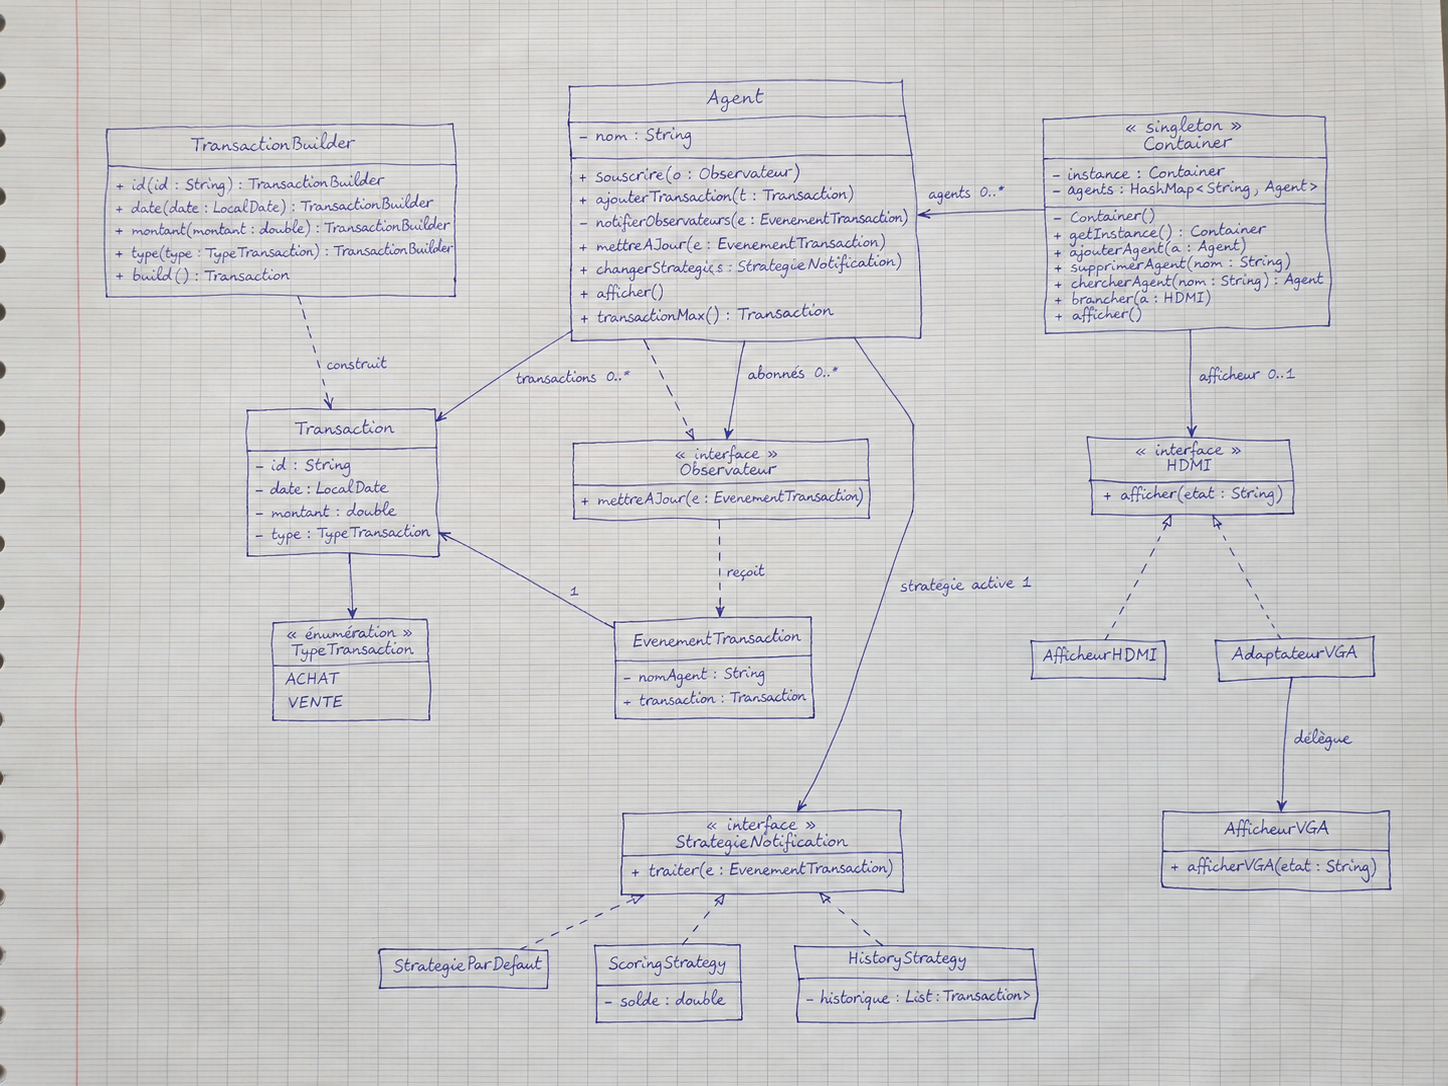 TransactionBuilder
+ id(id : String) : TransactionBuilder
+ date(date : LocalDate) : TransactionBuilder
+ montant(montant : double) : TransactionBuilder
+ type(type : TypeTransaction) : TransactionBuilder
+ build() : Transaction
Agent
- nom : String
+ souscrire(o : Observateur)
+ ajouterTransaction(t : Transaction)
- notifierObservateurs(e : EvenementTransaction)
+ mettreAJour(e : EvenementTransaction)
+ changerStrategie(s : StrategieNotification)
+ afficher()
+ transactionMax() : Transaction
agents 0..*
« singleton »
Container
- instance : Container
- agents : HashMap<String, Agent>
- Container()
+ getInstance() : Container
+ ajouterAgent(a : Agent)
+ supprimerAgent(nom : String)
+ chercherAgent(nom : String) : Agent
+ brancher(a : HDMI)
+ afficher()
construit
transactions 0..*
abonnés 0..*
afficheur 0..1
Transaction
- id : String
- date : LocalDate
- montant : double
- type : TypeTransaction
« interface »
Observateur
+ mettreAJour(e : EvenementTransaction)
« interface »
HDMI
+ afficher(etat : String)
reçoit
1
stratégie active 1
« énumération »
TypeTransaction
ACHAT
VENTE
EvenementTransaction
- nomAgent : String
+ transaction : Transaction
AfficheurHDMI
AdaptateurVGA
délègue
« interface »
StrategieNotification
+ traiter(e : EvenementTransaction)
AfficheurVGA
+ afficherVGA(etat : String)
StrategieParDefaut
ScoringStrategy
- solde : double
HistoryStrategy
- historique : List:Transaction>